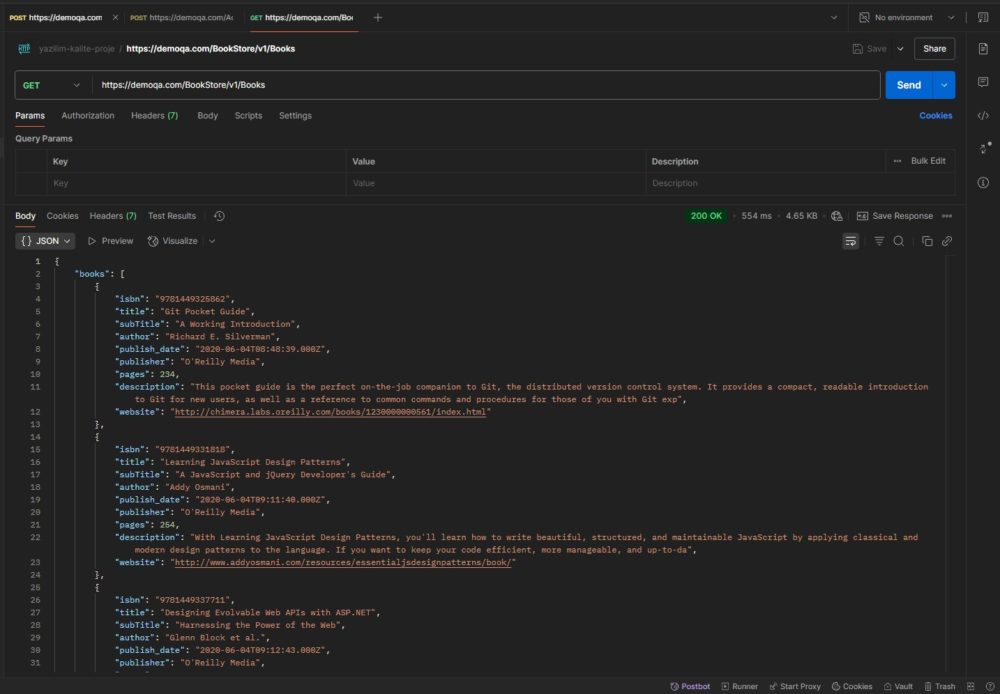 POST https://demoqa.com
POST https://demoqa.com/Ac
GET https://demoqa.com/Boo
No environment
HTTP yazilim-kalite-proje / https://demoqa.com/BookStore/v1/Books
Save
Share
GET
https://demoqa.com/BookStore/v1/Books
Send
Params Authorization Headers (7) Body Scripts Settings
Cookies
Query Params
Key Value Description Bulk Edit
Key Value Description
Body Cookies Headers (7) Test Results
200 OK • 554 ms • 4.65 KB •
e.g. Save Response
{} JSON Preview Visualize
1 {
2 "books": [
3 {
4 "isbn": "9781449325862",
5 "title": "Git Pocket Guide",
6 "subTitle": "A Working Introduction",
7 "author": "Richard E. Silverman",
8 "publish_date": "2020-06-04T08:48:39.000Z",
9 "publisher": "O'Reilly Media",
10 "pages": 234,
11 "description": "This pocket guide is the perfect on-the-job companion to Git, the distributed version control system. It provides a compact, readable introduction
to Git for new users, as well as a reference to common commands and procedures for those of you with Git exp",
12 "website": "http://chimera.labs.oreilly.com/books/1230000000561/index.html"
13 },
14 {
15 "isbn": "9781449331818",
16 "title": "Learning JavaScript Design Patterns",
17 "subTitle": "A JavaScript and jQuery Developer's Guide",
18 "author": "Addy Osmani",
19 "publish_date": "2020-06-04T09:11:40.000Z",
20 "publisher": "O'Reilly Media",
21 "pages": 254,
22 "description": "With Learning JavaScript Design Patterns, you'll learn how to write beautiful, structured, and maintainable JavaScript by applying classical and
modern design patterns to the language. If you want to keep your code efficient, more manageable, and up-to-da",
23 "website": "http://www.addyosmani.com/resources/essentialjsdesignpatterns/book/"
24 },
25 {
26 "isbn": "9781449337711",
27 "title": "Designing Evolvable Web APIs with ASP.NET",
28 "subTitle": "Harnessing the Power of the Web",
29 "author": "Glenn Block et al.",
30 "publish_date": "2020-06-04T09:12:43.000Z",
31 "publisher": "O'Reilly Media",
Postbot Runner Start Proxy Cookies Vault Trash